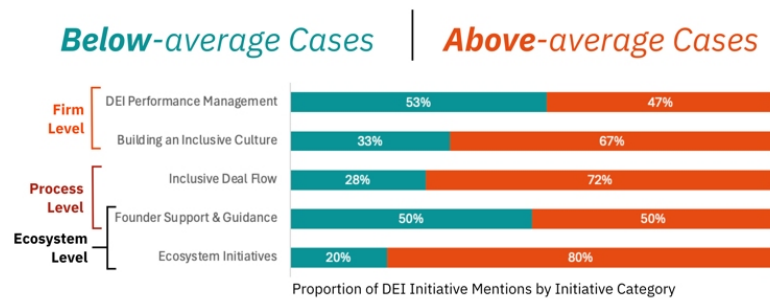 Below-average Cases
Above-average Cases
Firm
Level
DEI Performance Management
53%
47%
Building an Inclusive Culture
33%
67%
Process
Level
Inclusive Deal Flow
28%
72%
Founder Support & Guidance
50%
50%
Ecosystem
Level
Ecosystem Initiatives
20%
80%
Proportion of DEI Initiative Mentions by Initiative Category